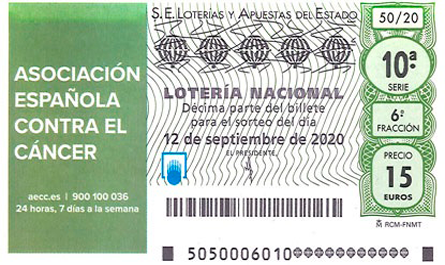 ASOCIACIÓN
ESPAÑOLA
CONTRA EL
CÁNCER
aecc.es | 900 100 036
24 horas, 7 días a la semana
S.E. LOTERÍAS Y APUESTAS DEL ESTADO
LOTERÍA NACIONAL
Décima parte del billete
para el sorteo del día
12 de septiembre de 2020
EL PRESIDENTE,
50/20
10ª
SERIE
6ª
FRACCIÓN
PRECIO
15
EUROS
RCM-FNMT
5050006010